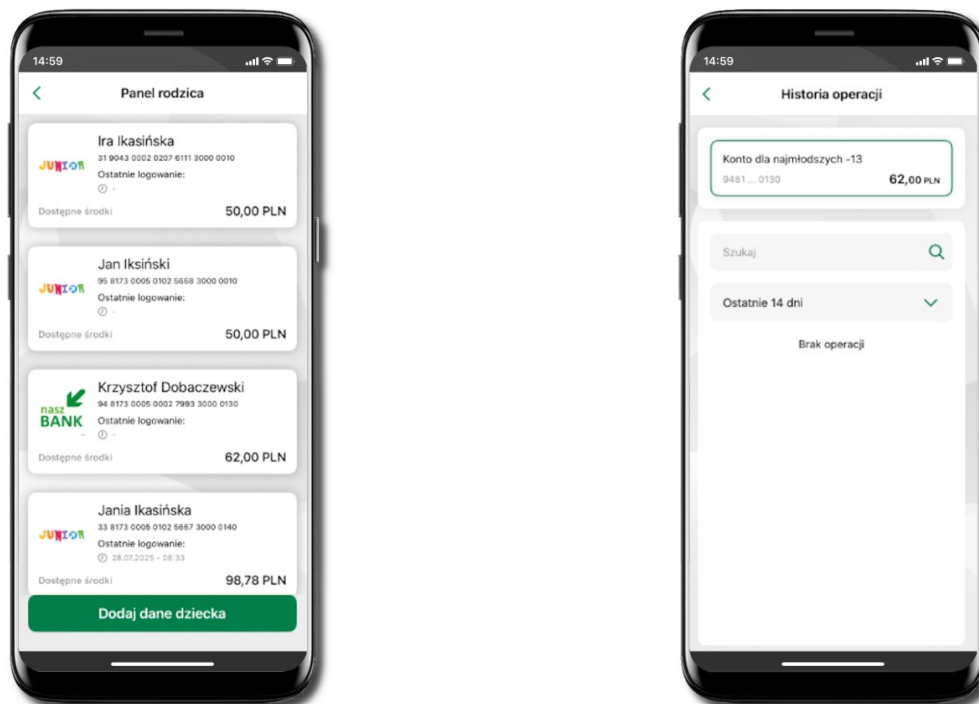 14:59
Panel rodzica
JUNIOR
Ira Ikasińska
31 9043 0002 0207 6111 3000 0010
Ostatnie logowanie:
-
Dostępne środki
50,00 PLN
JUNIOR
Jan Iksiński
95 8173 0005 0102 5668 3000 0010
Ostatnie logowanie:
-
Dostępne środki
50,00 PLN
nasz
BANK
Krzysztof Dobaczewski
94 8173 0005 0002 7993 3000 0130
Ostatnie logowanie:
- -
Dostępne środki
62,00 PLN
JUNIOR
Jania Ikasińska
33 8173 0005 0102 5667 3000 0140
Ostatnie logowanie:
28.07.2025 - 08:33
Dostępne środki
98,78 PLN
Dodaj dane dziecka
14:59
Historia operacji
Konto dla najmłodszych -13
9481 ... 0130
62,00 PLN
Szukaj
Ostatnie 14 dni
Brak operacji